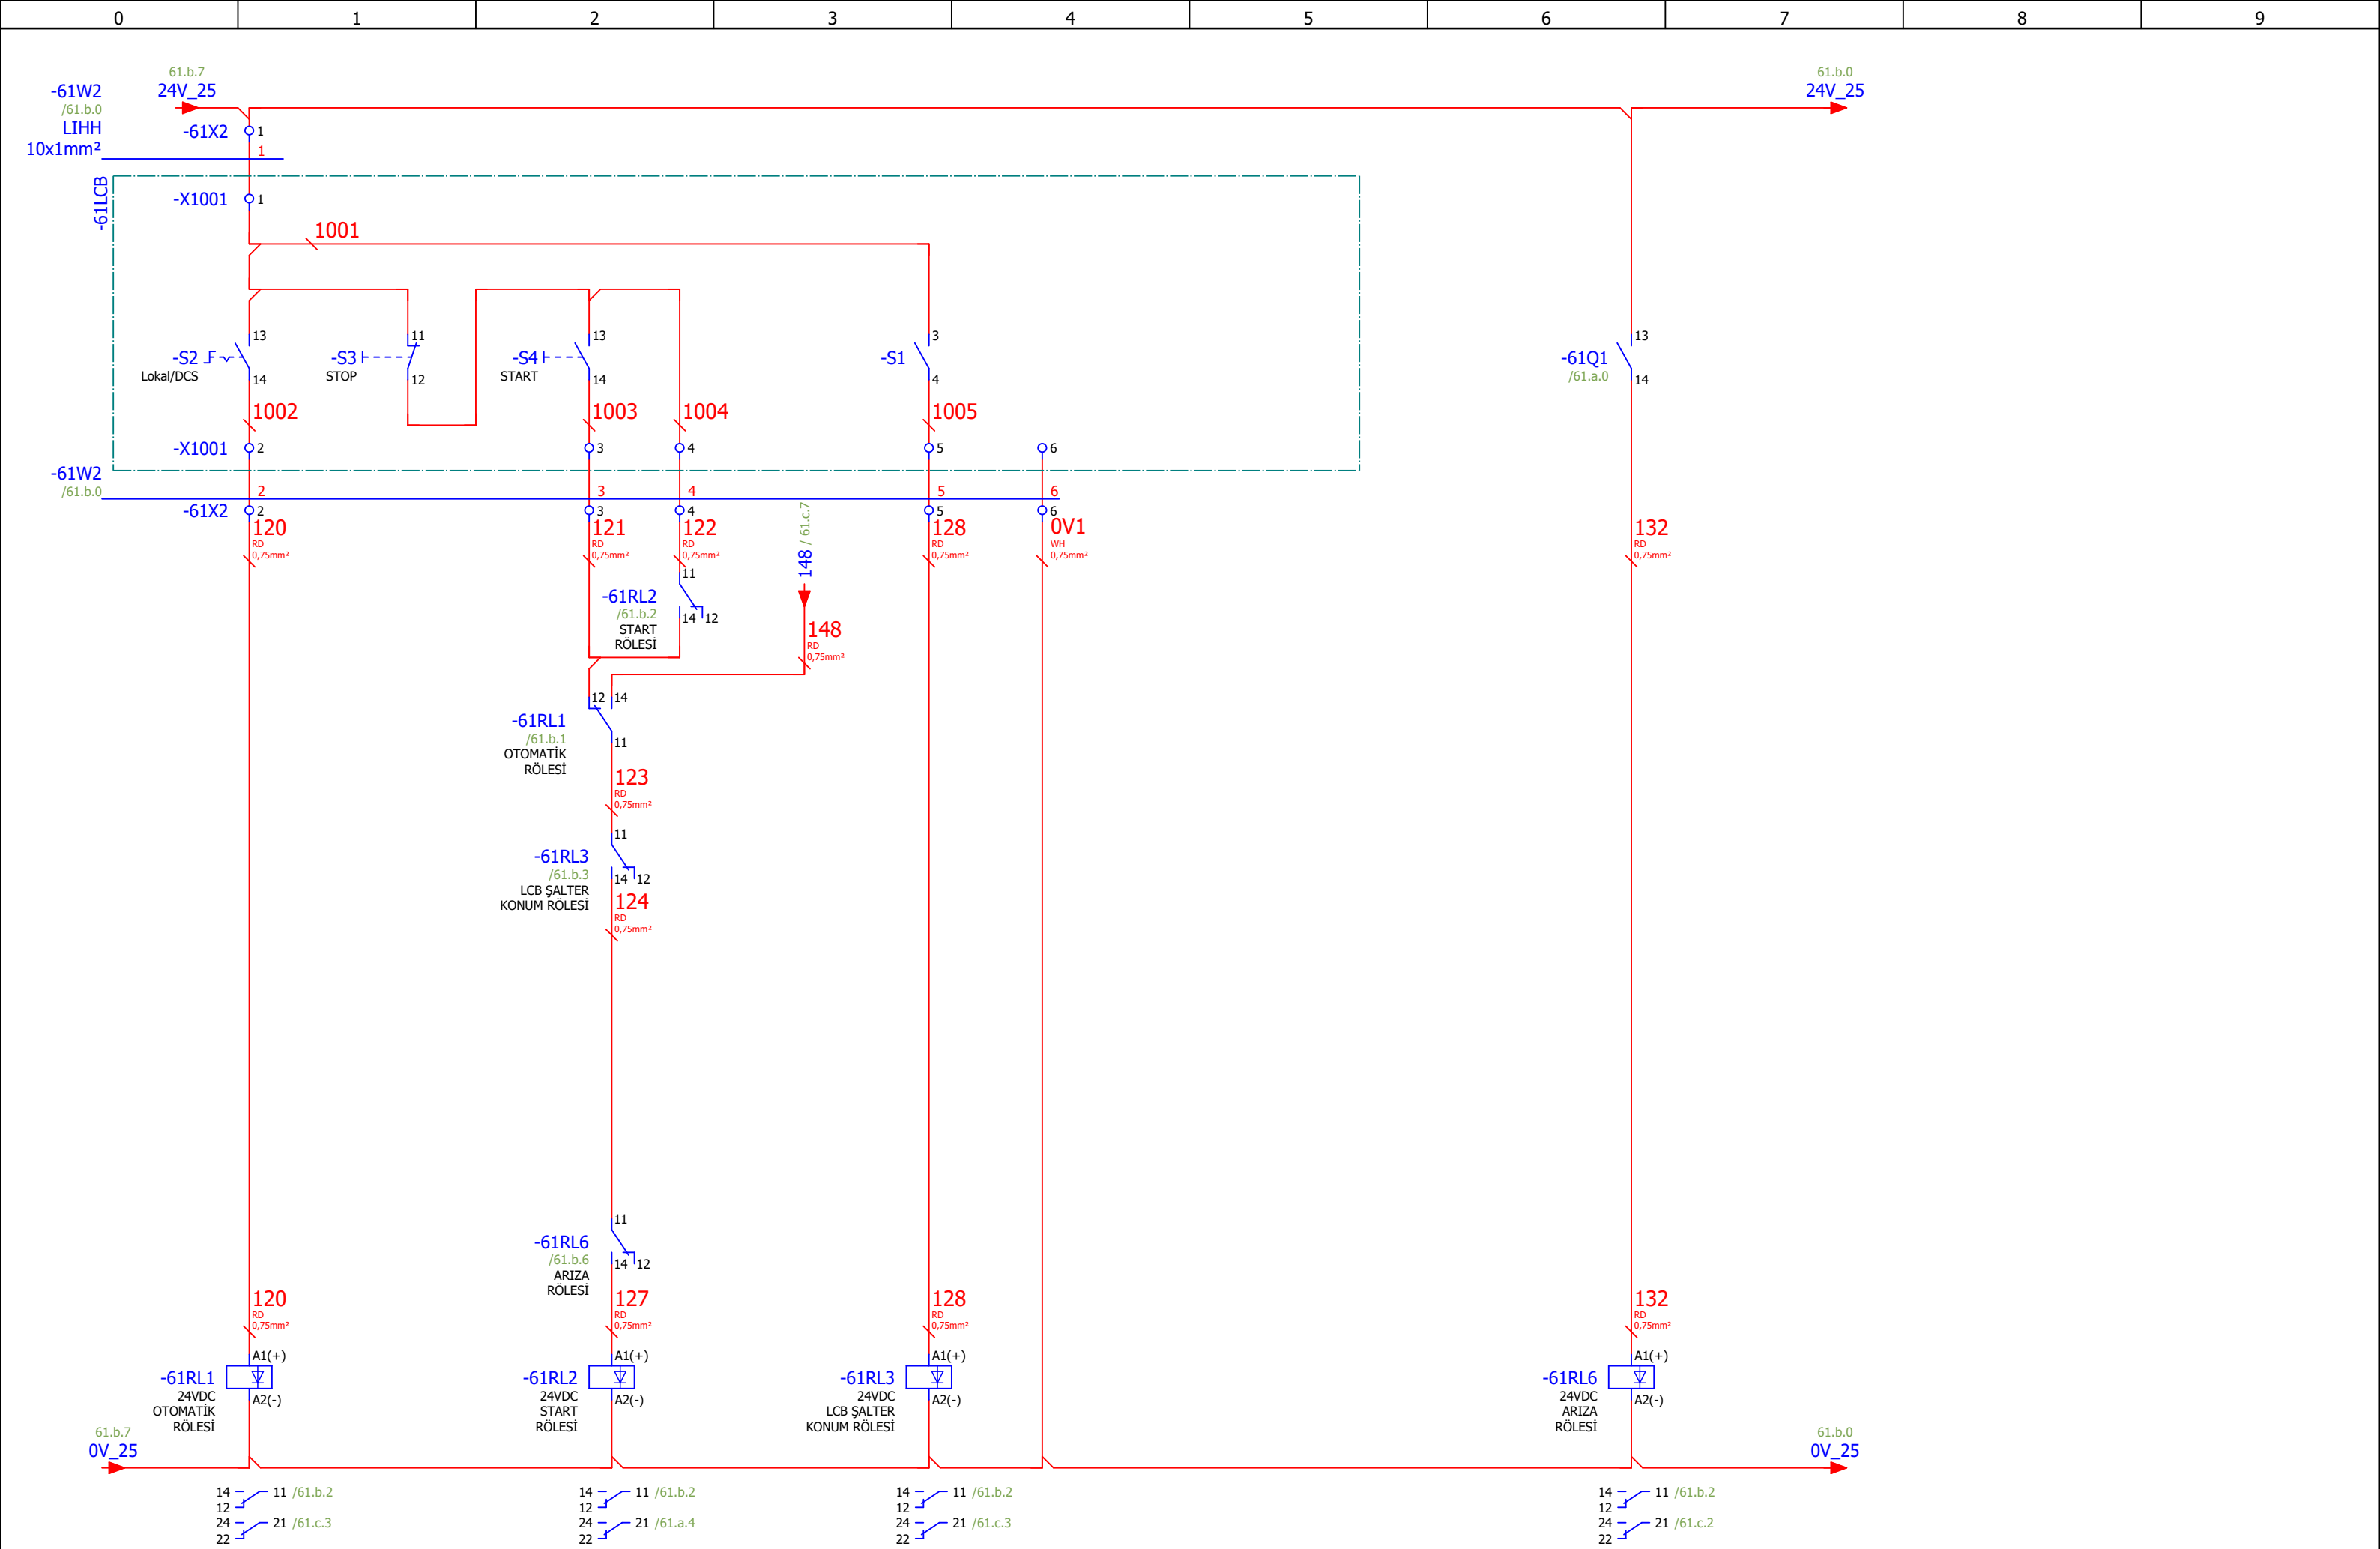 0 1 2 3 4 5 6 7 8 9
61.b.7
24V_25
61.b.0
24V_25
-61W2
/61.b.0
LIHH
10x1mm²
-61X2 1
1
-61LCB
-X1001 1
1001
-S2 13
Lokal/DCS 14
-S3 11
STOP 12
-S4 13
START 14
-S1 3
4
-61Q1 13
/61.a.0 14
1002 1003 1004 1005
-X1001 2 3 4 5 6
-61W2
/61.b.0
2 3 4 5 6
-61X2 2 3 4 5 6
120
RD
0,75mm²
121
RD
0,75mm²
122
RD
0,75mm²
148 / 61.c.7
128
RD
0,75mm²
0V1
WH
0,75mm²
132
RD
0,75mm²
11
-61RL2
/61.b.2
14 12
START
RÖLESİ
148
RD
0,75mm²
12 14
-61RL1
/61.b.1
11
OTOMATİK
RÖLESİ
123
RD
0,75mm²
11
-61RL3
/61.b.3
14 12
LCB ŞALTER
KONUM RÖLESİ
124
RD
0,75mm²
11
-61RL6
/61.b.6
14 12
ARIZA
RÖLESİ
120
RD
0,75mm²
127
RD
0,75mm²
128
RD
0,75mm²
132
RD
0,75mm²
A1(+)
-61RL1
24VDC
A2(-)
OTOMATİK
RÖLESİ
A1(+)
-61RL2
24VDC
A2(-)
START
RÖLESİ
A1(+)
-61RL3
24VDC
A2(-)
LCB ŞALTER
KONUM RÖLESİ
A1(+)
-61RL6
24VDC
A2(-)
ARIZA
RÖLESİ
61.b.7
0V_25
61.b.0
0V_25
14 11 /61.b.2
12
24 21 /61.c.3
22
14 11 /61.b.2
12
24 21 /61.a.4
22
14 11 /61.b.2
12
24 21 /61.c.3
22
14 11 /61.b.2
12
24 21 /61.c.2
22